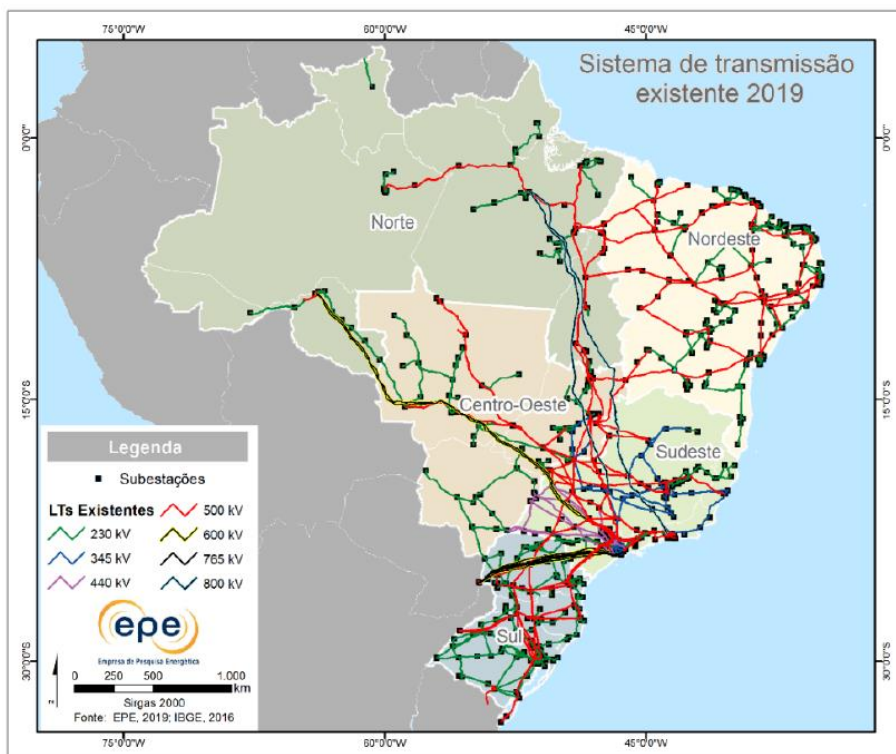 75°0'0"W 60°0'0"W 45°0'0"W
Sistema de transmissão
existente 2019
0°0'0"
0°0'0"
Norte
Nordeste
15°0'0"S
15°0'0"S
Centro-Oeste
Sudeste
Legenda
Subestações
LTs Existentes
500 kV
230 kV
600 kV
345 kV
765 kV
440 kV
800 kV
epe
Empresa de Pesquisa Energética
0 250 500 1.000
km
Sirgas 2000
Fonte: EPE, 2019; IBGE, 2016
Sul
30°0'0"S
30°0'0"S
75°0'0"W 60°0'0"W 45°0'0"W